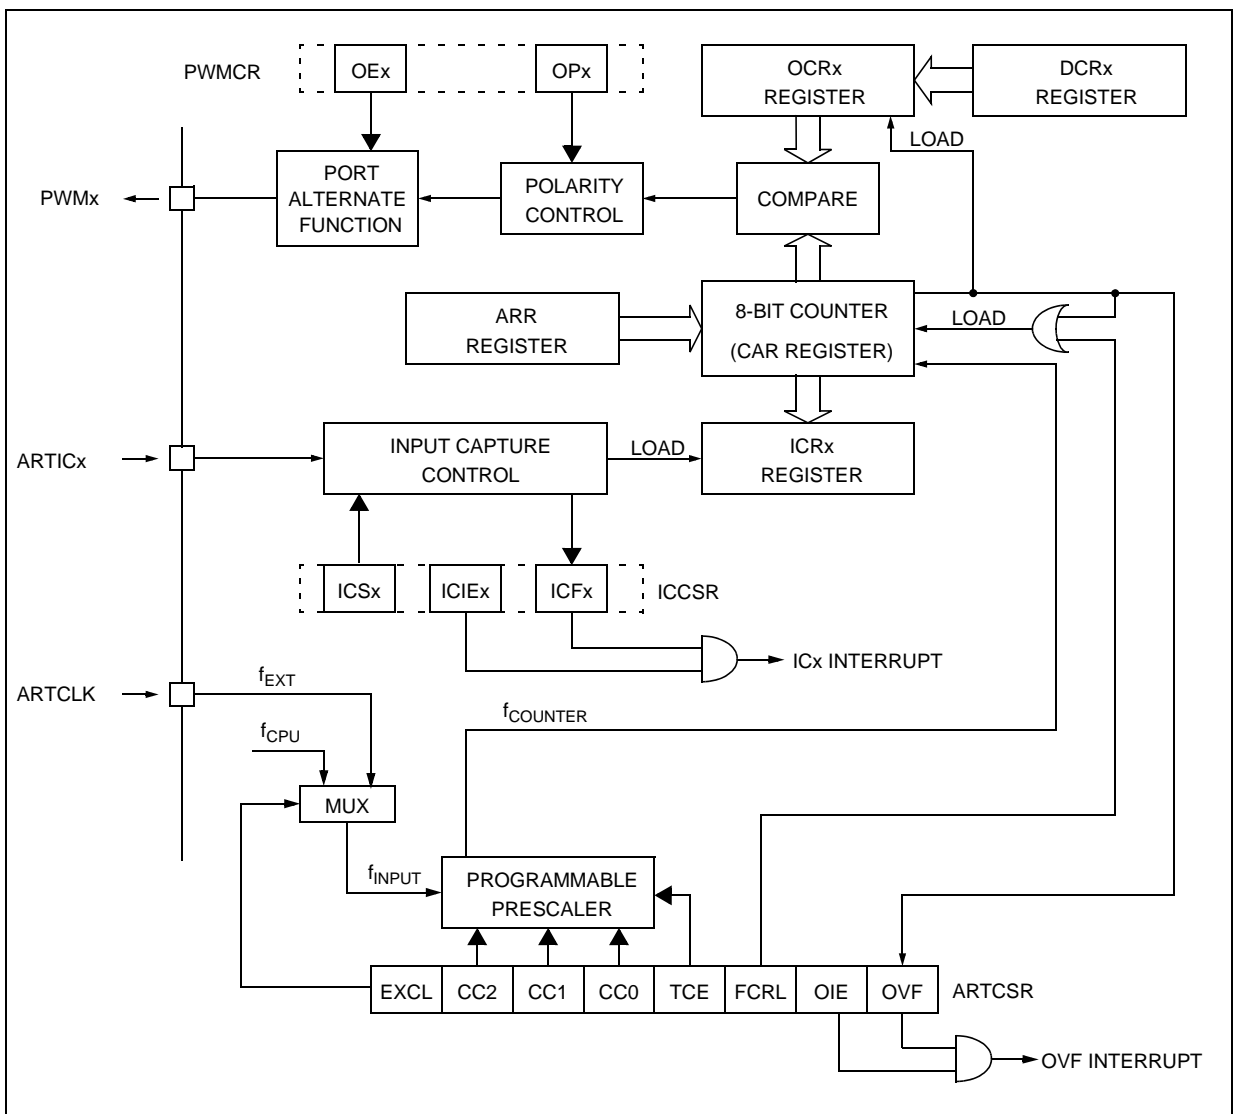 PWMCR
OEx
OPx
OCRx
REGISTER
DCRx
REGISTER
LOAD
PWMx
PORT
ALTERNATE
FUNCTION
POLARITY
CONTROL
COMPARE
ARR
REGISTER
8-BIT COUNTER
(CAR REGISTER)
LOAD
ARTICx
INPUT CAPTURE
CONTROL
LOAD
ICRx
REGISTER
ICSx
ICIEx
ICFx
ICCSR
ICx INTERRUPT
ARTCLK
fEXT
fCPU
fCOUNTER
MUX
fINPUT
PROGRAMMABLE
PRESCALER
EXCL
CC2
CC1
CC0
TCE
FCRL
OIE
OVF
ARTCSR
OVF INTERRUPT